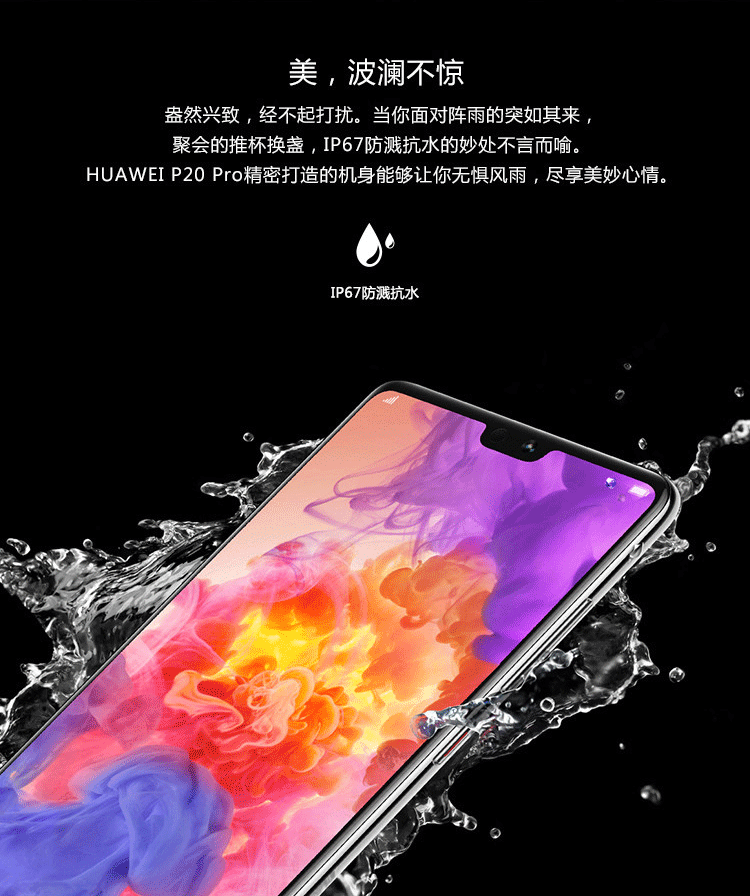 美，波澜不惊
盎然兴致，经不起打扰。当你面对阵雨的突如其来，
聚会的推杯换盏，IP67防溅抗水的妙处不言而喻。
HUAWEI P20 Pro精密打造的机身能够让你无惧风雨，尽享美妙心情。
IP67防溅抗水